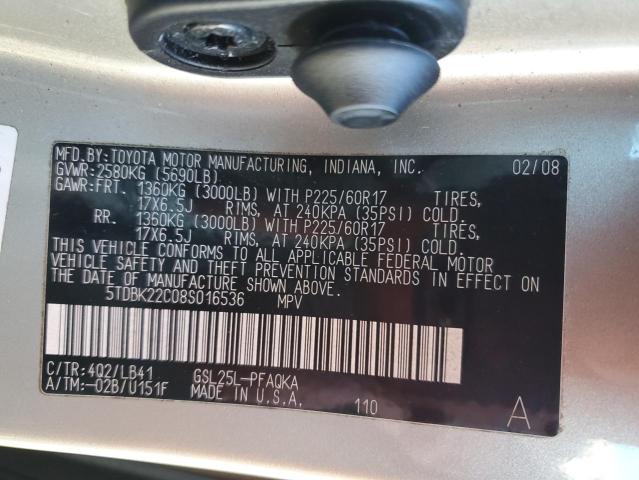 MFD.BY:TOYOTA MOTOR MANUFACTURING, INDIANA, INC. 02/08
GVWR:2580KG (5690LB)
GAWR:FRT. 1360KG (3000LB) WITH P225/60R17 TIRES,
17X6.5J RIMS, AT 240KPA (35PSI) COLD.
RR. 1360KG (3000LB) WITH P225/60R17 TIRES,
17X6.5J RIMS, AT 240KPA (35PSI) COLD.
THIS VEHICLE CONFORMS TO ALL APPLICABLE FEDERAL MOTOR
VEHICLE SAFETY AND THEFT PREVENTION STANDARDS IN EFFECT ON
THE DATE OF MANUFACTURE SHOWN ABOVE.
5TDBK22C08S016536 MPV
C/TR:4Q2/LB41 GSL25L-PFAQKA
A/TM:-02B/U151F MADE IN U.S.A. 110 A